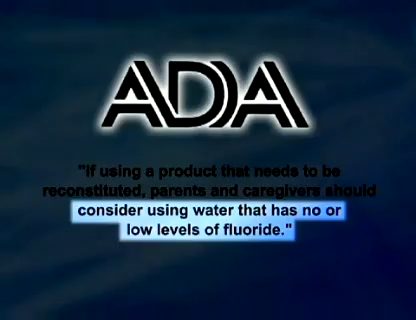 ADA
"If using a product that needs to be
reconstituted, parents and caregivers should
consider using water that has no or
low levels of fluoride."